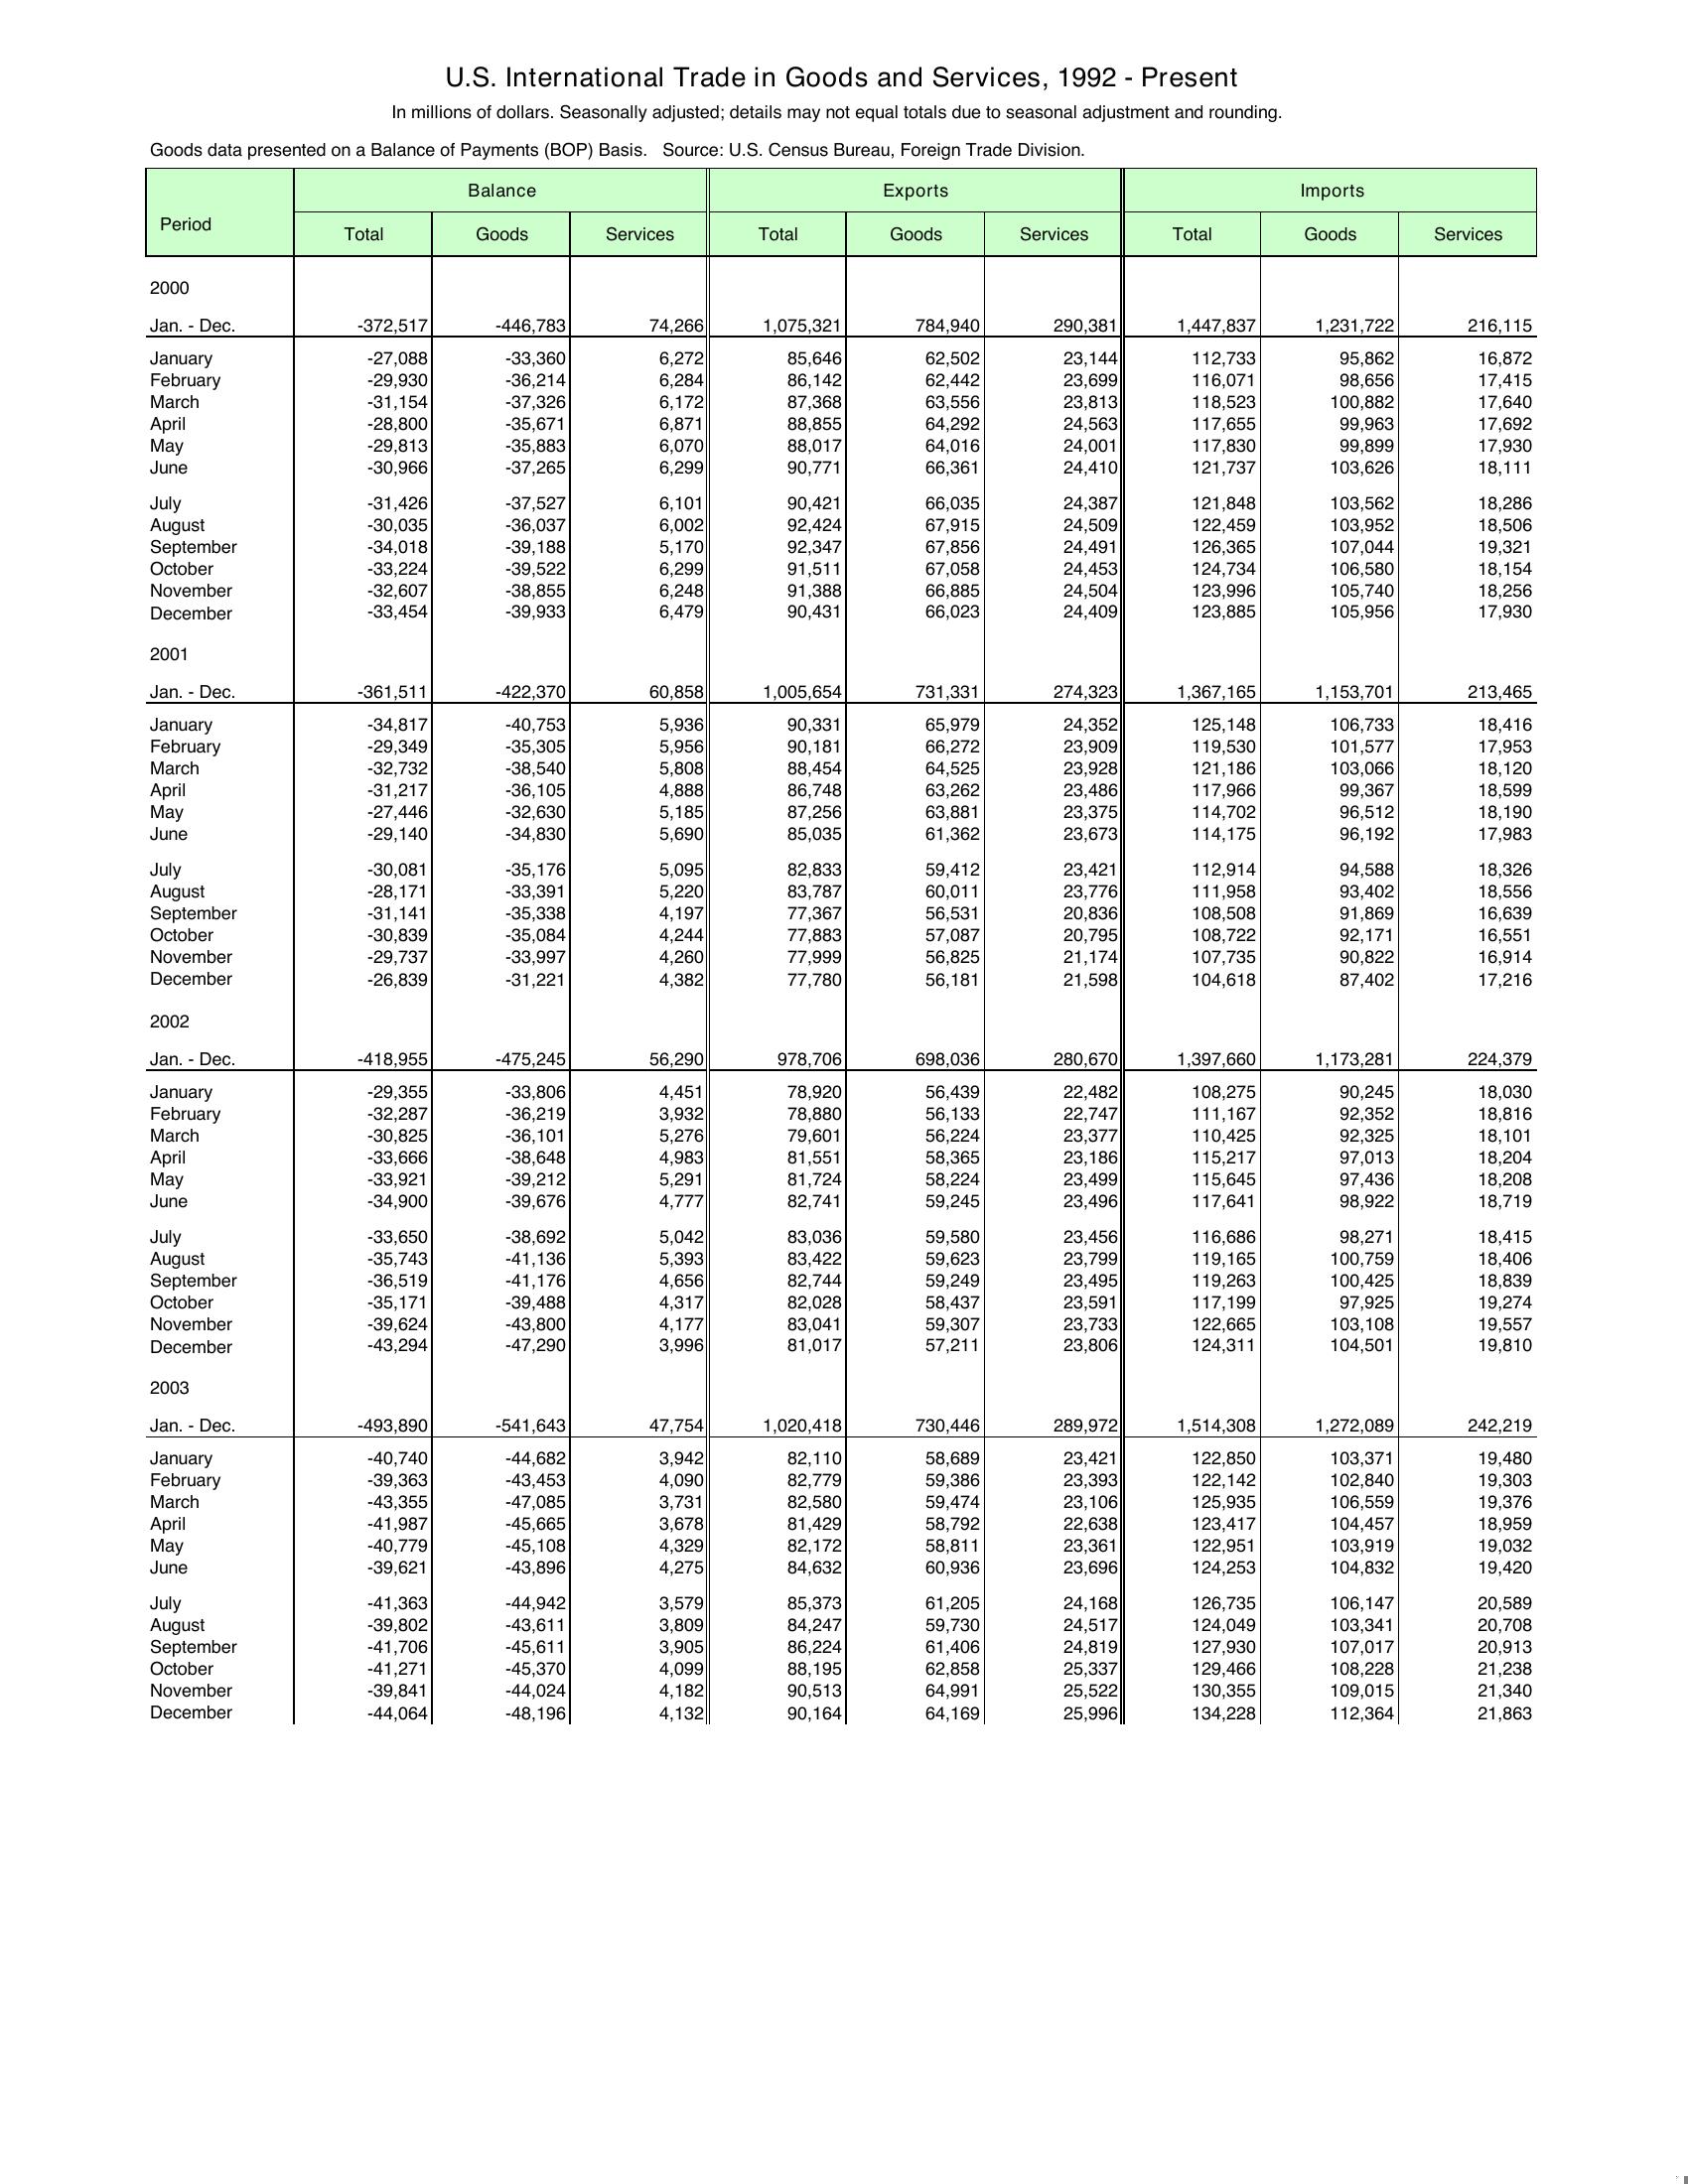 U.S. International Trade in Goods and Services, 1992 - Present
In millions of dollars. Seasonally adjusted; details may not equal totals due to seasonal adjustment and rounding.
Goods data presented on a Balance of Payments (BOP) Basis. Source: U.S. Census Bureau, Foreign Trade Division.
Period Balance Exports Imports
Total Goods Services Total Goods Services Total Goods Services
2000
Jan. - Dec. -372,517 -446,783 74,266 1,075,321 784,940 290,381 1,447,837 1,231,722 216,115
January -27,088 -33,360 6,272 85,646 62,502 23,144 112,733 95,862 16,872
February -29,930 -36,214 6,284 86,142 62,442 23,699 116,071 98,656 17,415
March -31,154 -37,326 6,172 87,368 63,556 23,813 118,523 100,882 17,640
April -28,800 -35,671 6,871 88,855 64,292 24,563 117,655 99,963 17,692
May -29,813 -35,883 6,070 88,017 64,016 24,001 117,830 99,899 17,930
June -30,966 -37,265 6,299 90,771 66,361 24,410 121,737 103,626 18,111
July -31,426 -37,527 6,101 90,421 66,035 24,387 121,848 103,562 18,286
August -30,035 -36,037 6,002 92,424 67,915 24,509 122,459 103,952 18,506
September -34,018 -39,188 5,170 92,347 67,856 24,491 126,365 107,044 19,321
October -33,224 -39,522 6,299 91,511 67,058 24,453 124,734 106,580 18,154
November -32,607 -38,855 6,248 91,388 66,885 24,504 123,996 105,740 18,256
December -33,454 -39,933 6,479 90,431 66,023 24,409 123,885 105,956 17,930
2001
Jan. - Dec. -361,511 -422,370 60,858 1,005,654 731,331 274,323 1,367,165 1,153,701 213,465
January -34,817 -40,753 5,936 90,331 65,979 24,352 125,148 106,733 18,416
February -29,349 -35,305 5,956 90,181 66,272 23,909 119,530 101,577 17,953
March -32,732 -38,540 5,808 88,454 64,525 23,928 121,186 103,066 18,120
April -31,217 -36,105 4,888 86,748 63,262 23,486 117,966 99,367 18,599
May -27,446 -32,630 5,185 87,256 63,881 23,375 114,702 96,512 18,190
June -29,140 -34,830 5,690 85,035 61,362 23,673 114,175 96,192 17,983
July -30,081 -35,176 5,095 82,833 59,412 23,421 112,914 94,588 18,326
August -28,171 -33,391 5,220 83,787 60,011 23,776 111,958 93,402 18,556
September -31,141 -35,338 4,197 77,367 56,531 20,836 108,508 91,869 16,639
October -30,839 -35,084 4,244 77,883 57,087 20,795 108,722 92,171 16,551
November -29,737 -33,997 4,260 77,999 56,825 21,174 107,735 90,822 16,914
December -26,839 -31,221 4,382 77,780 56,181 21,598 104,618 87,402 17,216
2002
Jan. - Dec. -418,955 -475,245 56,290 978,706 698,036 280,670 1,397,660 1,173,281 224,379
January -29,355 -33,806 4,451 78,920 56,439 22,482 108,275 90,245 18,030
February -32,287 -36,219 3,932 78,880 56,133 22,747 111,167 92,352 18,816
March -30,825 -36,101 5,276 79,601 56,224 23,377 110,425 92,325 18,101
April -33,666 -38,648 4,983 81,551 58,365 23,186 115,217 97,013 18,204
May -33,921 -39,212 5,291 81,724 58,224 23,499 115,645 97,436 18,208
June -34,900 -39,676 4,777 82,741 59,245 23,496 117,641 98,922 18,719
July -33,650 -38,692 5,042 83,036 59,580 23,456 116,686 98,271 18,415
August -35,743 -41,136 5,393 83,422 59,623 23,799 119,165 100,759 18,406
September -36,519 -41,176 4,656 82,744 59,249 23,495 119,263 100,425 18,839
October -35,171 -39,488 4,317 82,028 58,437 23,591 117,199 97,925 19,274
November -39,624 -43,800 4,177 83,041 59,307 23,733 122,665 103,108 19,557
December -43,294 -47,290 3,996 81,017 57,211 23,806 124,311 104,501 19,810
2003
Jan. - Dec. -493,890 -541,643 47,754 1,020,418 730,446 289,972 1,514,308 1,272,089 242,219
January -40,740 -44,682 3,942 82,110 58,689 23,421 122,850 103,371 19,480
February -39,363 -43,453 4,090 82,779 59,386 23,393 122,142 102,840 19,303
March -43,355 -47,085 3,731 82,580 59,474 23,106 125,935 106,559 19,376
April -41,987 -45,665 3,678 81,429 58,792 22,638 123,417 104,457 18,959
May -40,779 -45,108 4,329 82,172 58,811 23,361 122,951 103,919 19,032
June -39,621 -43,896 4,275 84,632 60,936 23,696 124,253 104,832 19,420
July -41,363 -44,942 3,579 85,373 61,205 24,168 126,735 106,147 20,589
August -39,802 -43,611 3,809 84,247 59,730 24,517 124,049 103,341 20,708
September -41,706 -45,611 3,905 86,224 61,406 24,819 127,930 107,017 20,913
October -41,271 -45,370 4,099 88,195 62,858 25,337 129,466 108,228 21,238
November -39,841 -44,024 4,182 90,513 64,991 25,522 130,355 109,015 21,340
December -44,064 -48,196 4,132 90,164 64,169 25,996 134,228 112,364 21,863